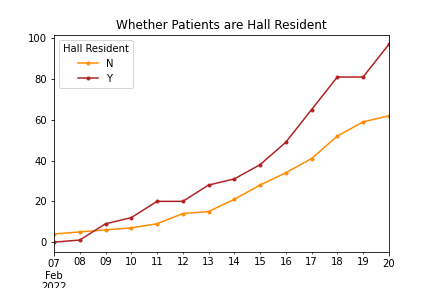 Whether Patients are Hall Resident
Hall Resident
N
Y
100
80
60
40
20
0
07 08 09 10 11 12 13 14 15 16 17 18 19 20
Feb
2022